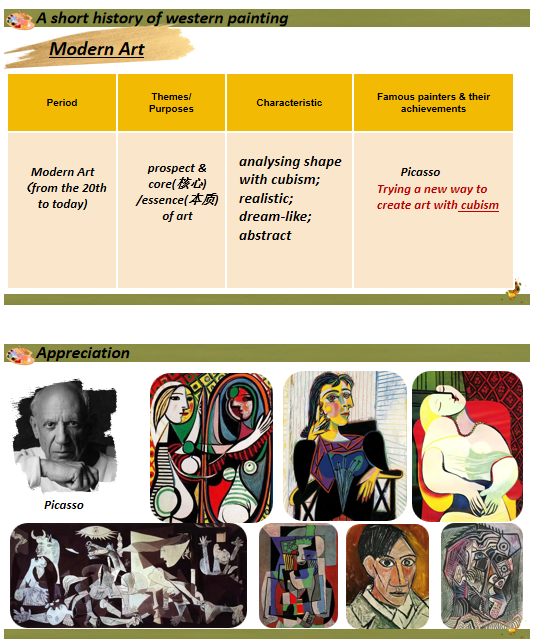 A short history of western painting
Modern Art
Period
Themes/
Purposes
Characteristic
Famous painters & their
achievements
Modern Art
(from the 20th
to today)
prospect &
core(核心)
/essence(本质)
of art
analysing shape
with cubism;
realistic;
dream-like;
abstract
Picasso
Trying a new way to
create art with cubism
Appreciation
Picasso